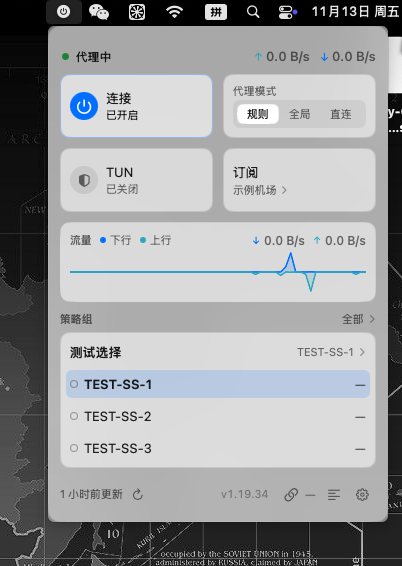 拼
11月13日 周五
代理中
↑ 0.0 B/s ↓ 0.0 B/s
连接
已开启
代理模式
规则 全局 直连
TUN
已关闭
订阅
示例机场 >
流量 下行 上行 ↓ 0.0 B/s ↑ 0.0 B/s
策略组 全部 >
测试选择 TEST-SS-1 >
TEST-SS-1 —
TEST-SS-2 —
TEST-SS-3 —
1 小时前更新 v1.19.34 —
10
KURIL ISLANDS
occupied by the SOVIET UNION in 1945,
administered by RUSSIA, claimed by JAPAN